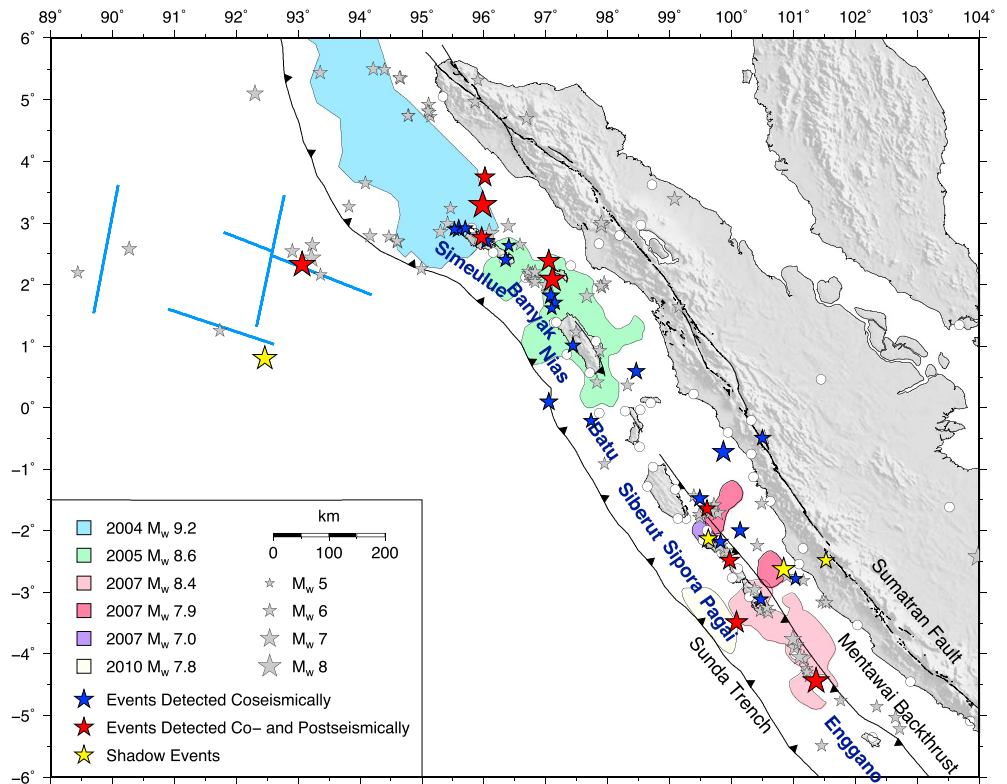 89° 90° 91° 92° 93° 94° 95° 96° 97° 98° 99° 100° 101° 102° 103° 104°
6°
5°
4°
3°
2°
1°
0°
−1°
−2°
−3°
−4°
−5°
−6°
Simeulue
Banyak
Nias
Batu
Siberut
Sipora
Pagai
Enggano
Sumatran Fault
Mentawai Backthrust
Sunda Trench
km
0 100 200
2004 Mw 9.2
2005 Mw 8.6
2007 Mw 8.4
2007 Mw 7.9
2007 Mw 7.0
2010 Mw 7.8
Mw 5
Mw 6
Mw 7
Mw 8
Events Detected Coseismically
Events Detected Co− and Postseismically
Shadow Events